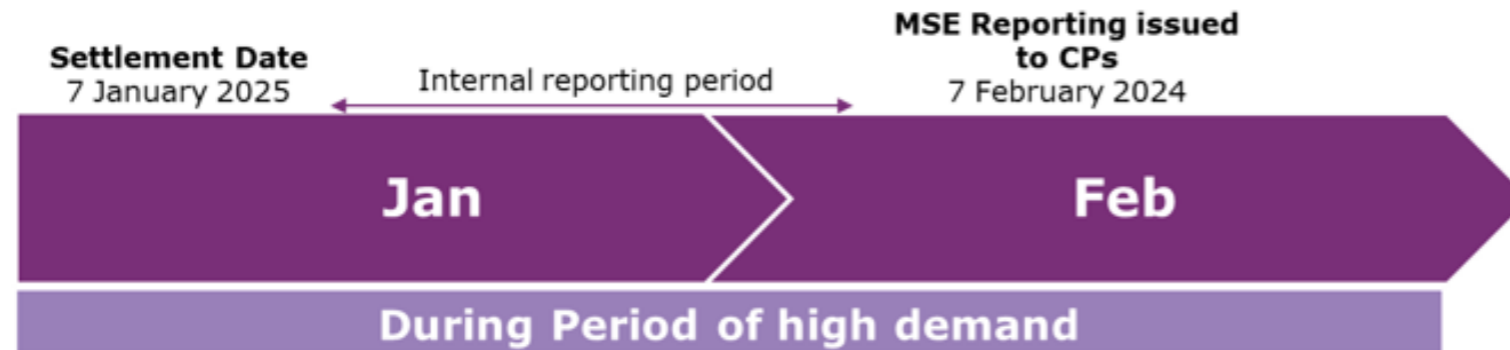 Settlement Date
7 January 2025
Internal reporting period
MSE Reporting issued
to CPs
7 February 2024
Jan
Feb
During Period of high demand